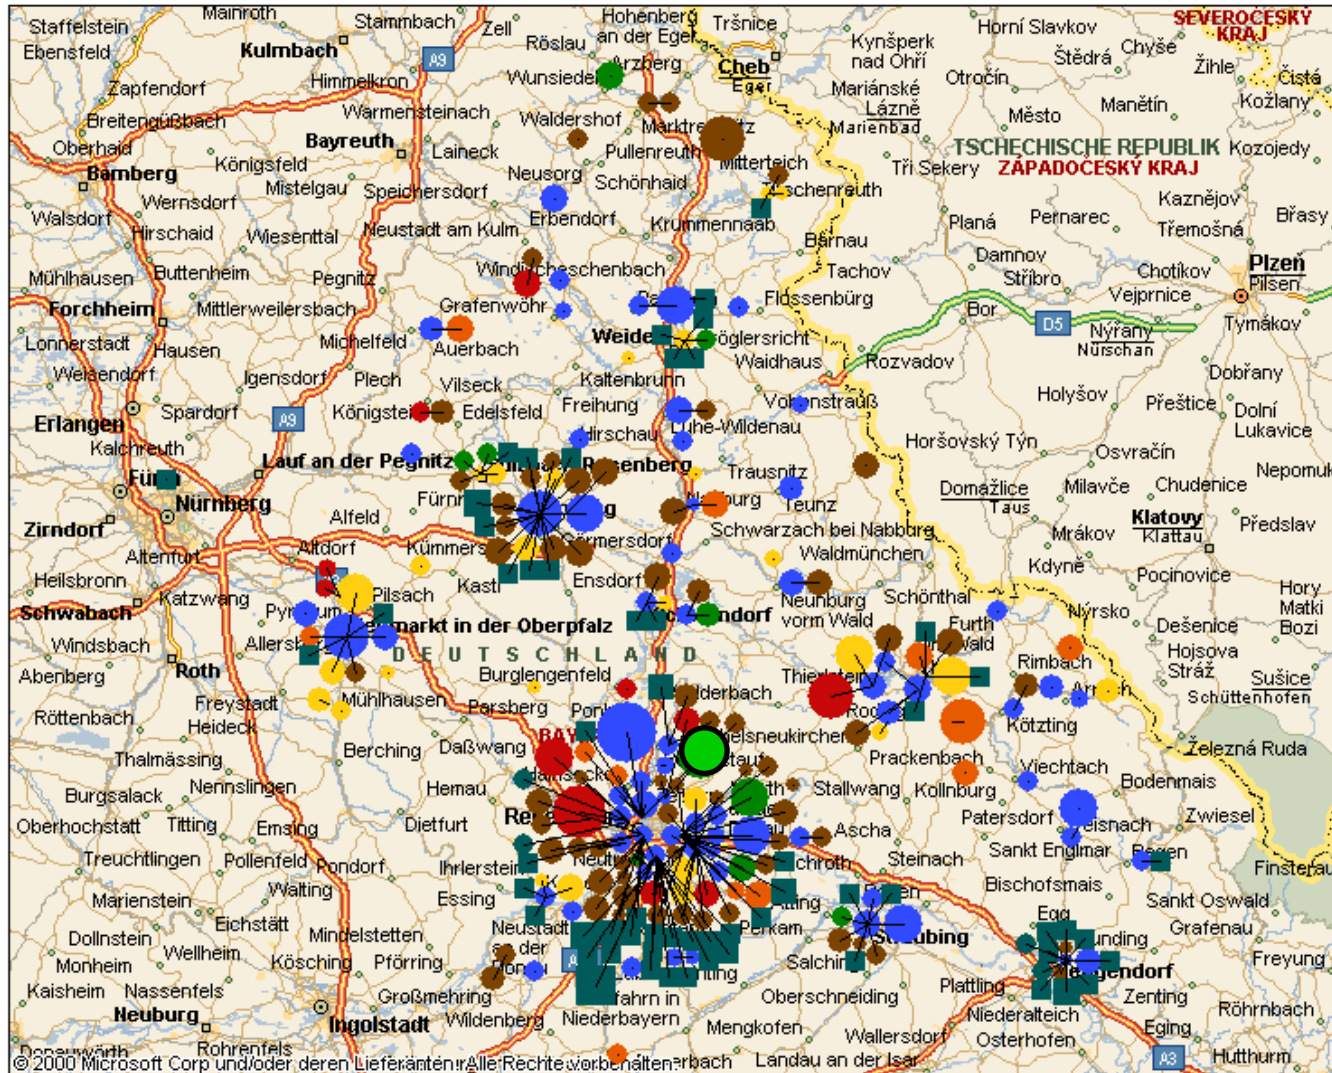 Staffelstein
Mainroth
Stammbach
Zell
Hohenberg
an der Eger
Tršnice
Horní Slavkov
SEVEROČESKÝ
KRAJ
Ebensfeld
Kulmbach
A9
Röslau
Arzberg
Cheb
Eger
Kynšperk
nad Ohří
Štědrá
Chyše
Žihle
Čistá
Zapfendorf
Himmelkron
Mariánské
Lázně
Marienbad
Otročín
Manětín
Kožlany
Breitengüßbach
Warmensteinach
Waldershof
Město
Oberhaid
Bayreuth
Laineck
Pullenreuth
Mitterteich
TSCHECHISCHE REPUBLIK
ZÁPADOČESKÝ KRAJ
Kozojedy
Bamberg
Königsfeld
Mistelgau
Neusorg
Schönhaid
Tři Sekery
Walsdorf
Wernsdorf
Speichersdorf
Erbendorf
Krummennaab
Planá
Pernarec
Kaznějov
Břasy
Hirschaid
Wiesenttal
Neustadt am Kulm
Bärnau
Třemošná
Mühlhausen
Buttenheim
Pegnitz
Windischeschenbach
Tachov
Damnov
Stříbro
Chotíkov
Plzeň
Pilsen
Forchheim
Mittlerweilersbach
Grafenwöhr
Flossenbürg
Bor
D5
Vejprnice
Nýřany
Nürschan
Tymákov
Lonnerstadt
Hausen
Michelfeld
Auerbach
Waidhaus
Rozvadov
Weisendorf
Igensdorf
Plech
Vilseck
Kaltenbrunn
Dobřany
Erlangen
Spardorf
A9
Edelsfeld
Freihung
Holyšov
Přeštice
Dolní
Lukavice
Kalchreuth
Hirschau
Luhe-Wildenau
Horšovský Týn
Osvračín
Lauf an der Pegnitz
Trausnitz
Teunz
Domažlice
Taus
Milavče
Chudenice
Nepomuk
Nürnberg
Zirndorf
Alfeld
Schwarzach bei Nabburg
Waldmünchen
Mrákov
Klatovy
Klattau
Předslav
Altenfurt
Altdorf
Kdyně
Heilsbronn
Kastl
Ensdorf
Pocinovice
Schwabach
Katzwang
Pilsach
Neunburg
vorm Wald
Schönthal
Nýrsko
Hory
Matki
Bozi
Windsbach
Furth
Dešenice
Roth
DEUTSCHLAND
Rimbach
Hojsova
Stráž
Sušice
Schüttenhofen
Abenberg
Freystadt
Mühlhausen
Burglengenfeld
Röttenbach
Heideck
Parsberg
Kötzting
Thalmässing
Berching
Daßwang
Prackenbach
Železná Ruda
Burgsalack
Nennslingen
Hemau
Stallwang
Kollnburg
Viechtach
Bodenmais
Oberhochstatt
Titting
Emsing
Dietfurt
Ascha
Patersdorf
Zwiesel
Treuchtlingen
Pollenfeld
Pondorf
Ihrlerstein
Steinach
Sankt Englmar
Walting
Essing
Bischofsmais
Finsterau
Marienstein
Eichstätt
Sankt Oswald
Dollnstein
Mindelstetten
Neustadt
an der
Donau
Egg
Grafenau
Wellheim
Kösching
Pförring
Perkam
Salching
Freyung
Monheim
Plattling
Kaisheim
Nassenfels
Großmehring
Oberschneiding
Zenting
Röhrnbach
Neuburg
Ingolstadt
Wildenberg
Niederbayern
Mengkofen
Wallersdorf
Niederalteich
Osterhofen
Eging
Rohrenfels
Landau an der Isar
A3
Hutthurm
© 2000 Microsoft Corp und/oder deren Lieferanten. Alle Rechte vorbehalten.